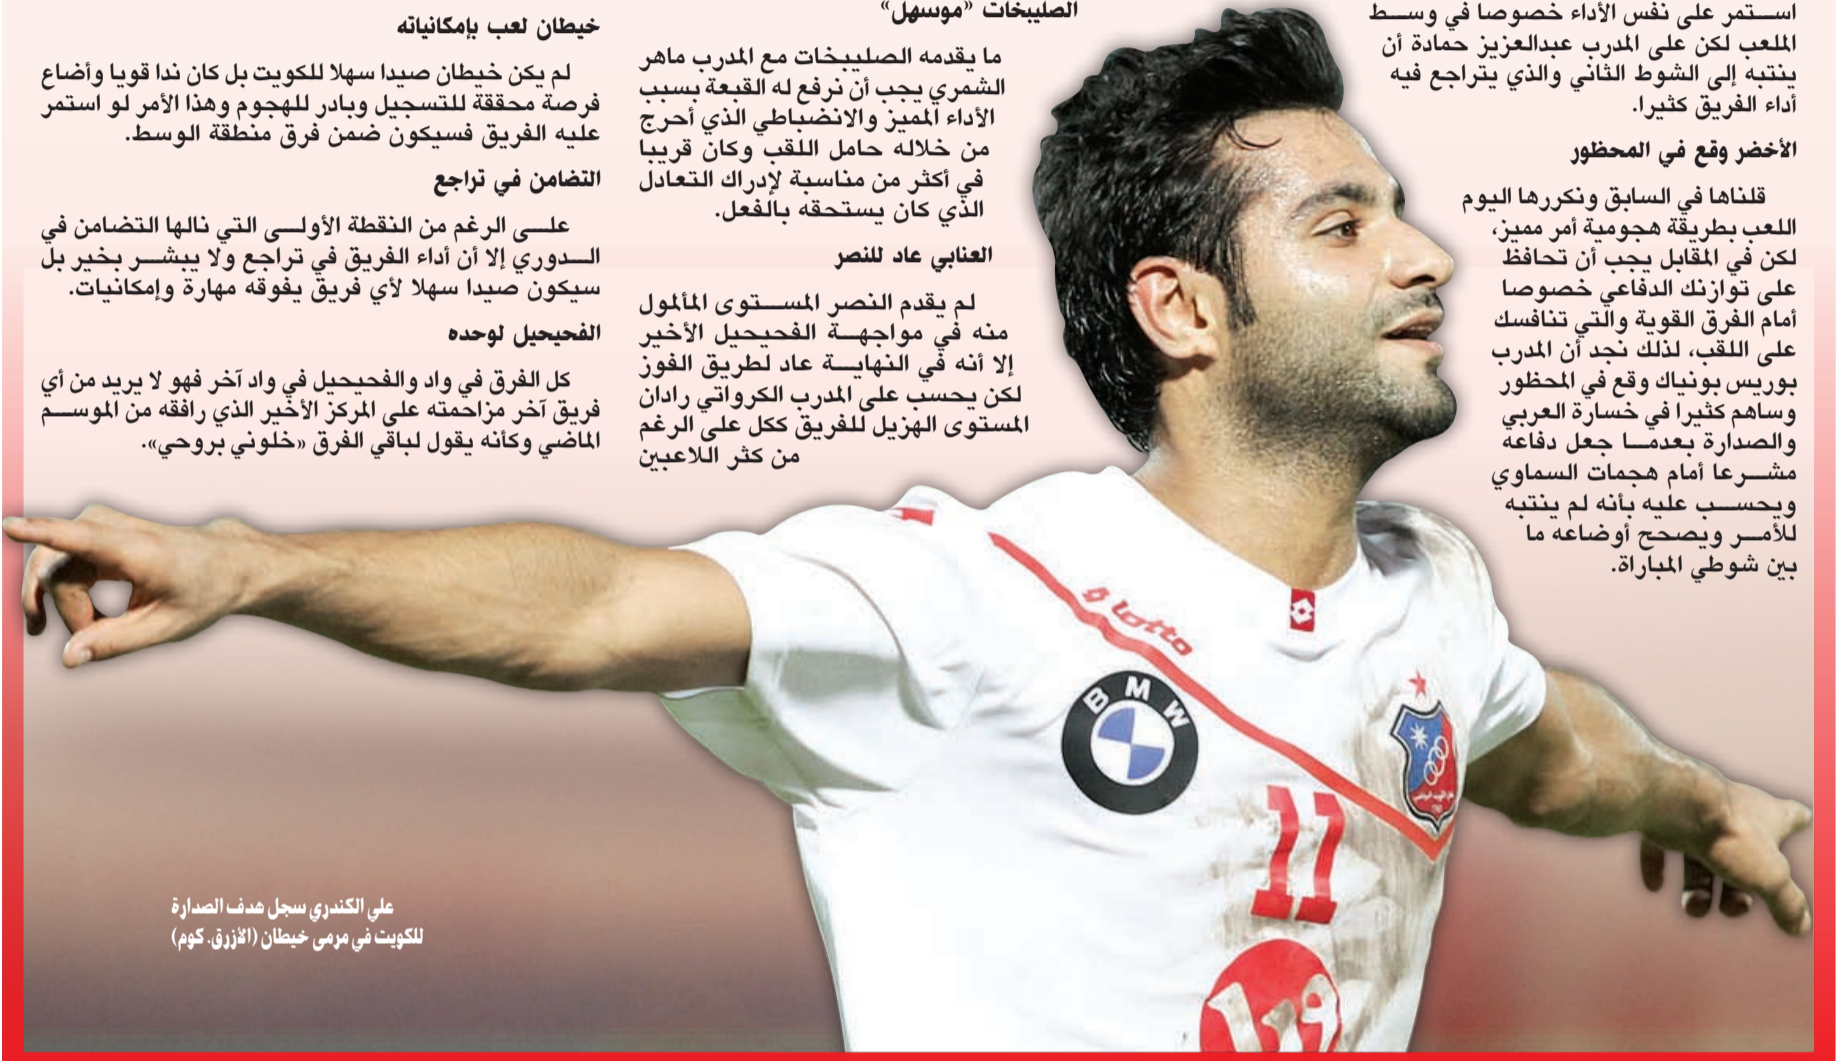 استمر على نفس الأداء خصوصا في وسط
الملعب لكن على المدرب عبدالعزيز حمادة أن
ينتبه إلى الشوط الثاني والذي يتراجع فيه
أداء الفريق كثيرا.
الأخضر وقع في المحظور
قلناها في السابق ونكررها اليوم
اللعب بطريقة هجومية أمر مميز،
لكن في المقابل يجب أن تحافظ
على توازنك الدفاعي خصوصا
أمام الفرق القوية والتي تنافسك
على اللقب، لذلك نجد أن المدرب
بوريس بونياك وقع في المحظور
وساهم كثيرا في خسارة العربي
والصدارة بعدما جعل دفاعه
مشرعا أمام هجمات السماوي
ويحسب عليه بأنه لم ينتبه
للأمر ويصحح أوضاعه ما
بين شوطي المباراة.
الصليبخات «موسهل»
ما يقدمه الصليبخات مع المدرب ماهر
الشمري يجب أن نرفع له القبعة بسبب
الأداء المميز والانضباطي الذي أحرج
من خلاله حامل اللقب وكان قريبا
في أكثر من مناسبة لإدراك التعادل
الذي كان يستحقه بالفعل.
العنابي عاد للنصر
لم يقدم النصر المستوى المألمول
منه في مواجهة الفحيحيل الأخير
إلا أنه في النهاية عاد لطريق الفوز
لكن يحسب على المدرب الكرواتي رادان
المستوى الهزيل للفريق ككل على الرغم
من كثر اللاعبين
خيطان لعب بإمكانياته
لم يكن خيطان صيدا سهلا للكويت بل كان ندا قويا وأضاع
فرصة محققة للتسجيل وبادر للهجوم وهذا الأمر لو استمر
عليه الفريق فسيكون ضمن فرق منطقة الوسط.
التضامن في تراجع
على الرغم من النقطة الأولى التي نالها التضامن في
الدوري إلا أن أداء الفريق في تراجع ولا يبشر بخير بل
سيكون صيدا سهلا لأي فريق يفوقه مهارة وإمكانيات.
الفحيحيل لوحده
كل الفرق في واد والفحيحيل في واد آخر فهو لا يريد من أي
فريق آخر مزاحمته على المركز الأخير الذي رافقه من الموسم
الماضي وكأنه يقول لباقي الفرق «خلوني بروحي».
lotto
BMW
11
علي الكندري سجل هدف الصدارة
للكويت في مرمى خيطان (الأزرق. كوم)